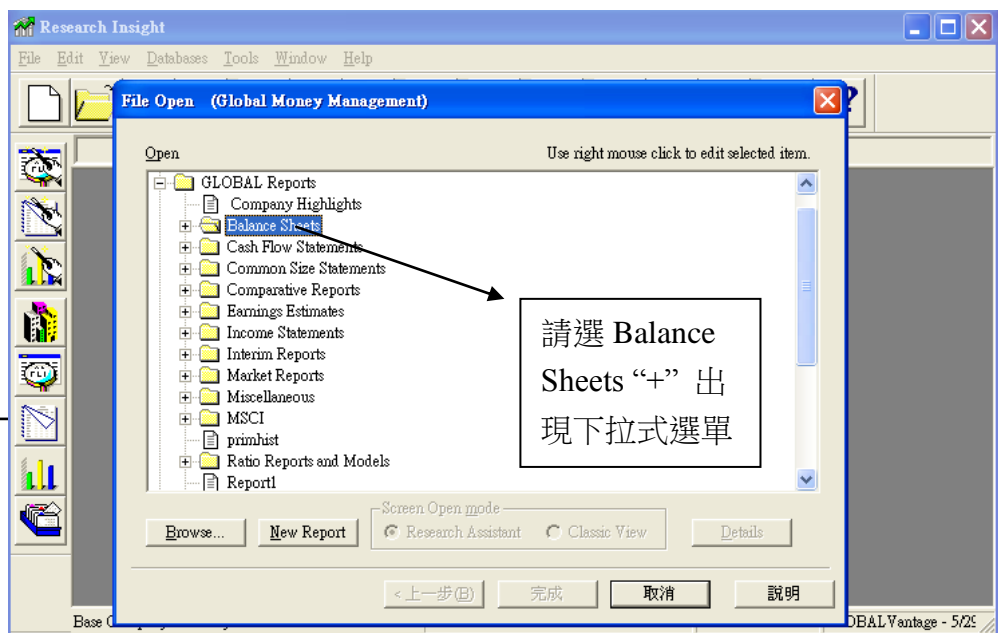 Research Insight
File Edit View Databases Tools Window Help
File Open (Global Money Management)
Open
Use right mouse click to edit selected item.
GLOBAL Reports
Company Highlights
Balance Sheets
Cash Flow Statements
Common Size Statements
Comparative Reports
Earnings Estimates
Income Statements
Interim Reports
Market Reports
Miscellaneous
MSCI
primhist
Ratio Reports and Models
Report1
請選 Balance
Sheets “+” 出
現下拉式選單
Screen Open mode
Browse... New Report Research Assistant Classic View Details
<上一步(B) 完成 取消 說明
Base
OBAL Vantage - 5/29